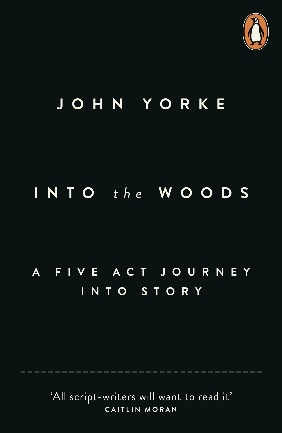 JOHN YORKE
INTO the WOODS
A FIVE ACT JOURNEY
INTO STORY
'All script-writers will want to read it'
CAITLIN MORAN